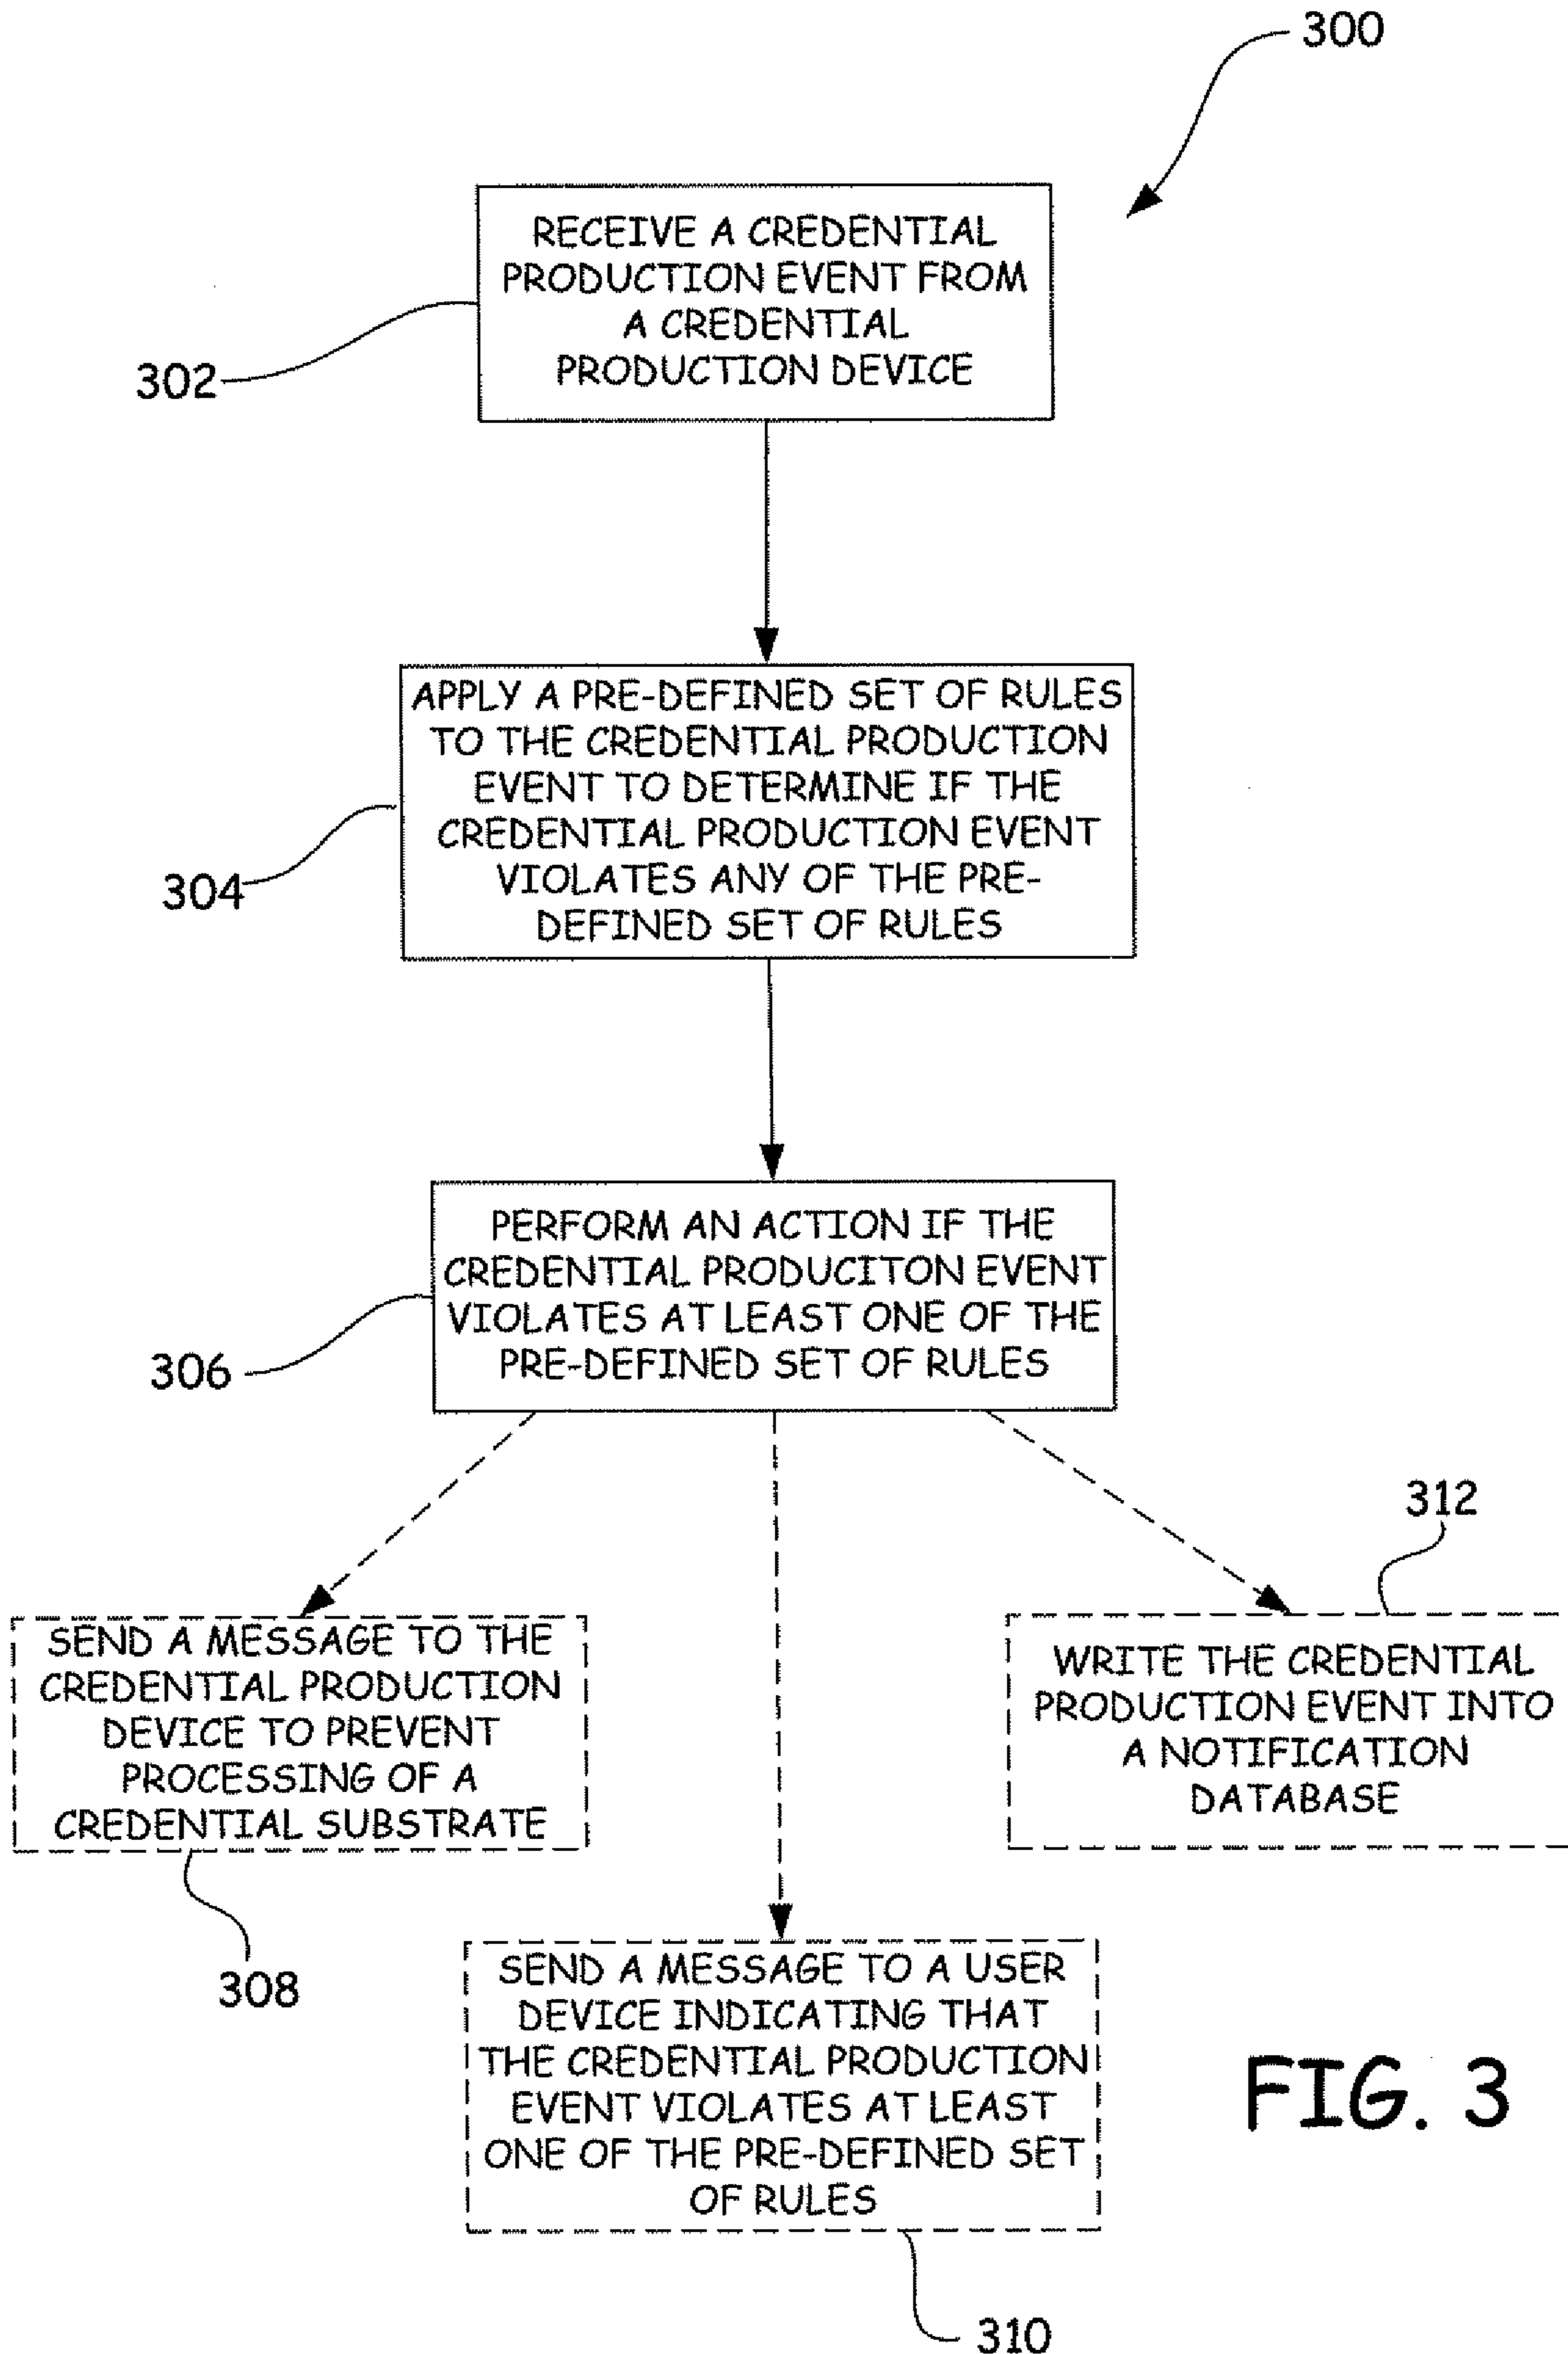 300
RECEIVE A CREDENTIAL
PRODUCTION EVENT FROM
A CREDENTIAL
PRODUCTION DEVICE
302
APPLY A PRE-DEFINED SET OF RULES
TO THE CREDENTIAL PRODUCTION
EVENT TO DETERMINE IF THE
CREDENTIAL PRODUCTION EVENT
VIOLATES ANY OF THE PRE-
DEFINED SET OF RULES
304
PERFORM AN ACTION IF THE
CREDENTIAL PRODUCITON EVENT
VIOLATES AT LEAST ONE OF THE
PRE-DEFINED SET OF RULES
306
312
SEND A MESSAGE TO THE
CREDENTIAL PRODUCTION
DEVICE TO PREVENT
PROCESSING OF A
CREDENTIAL SUBSTRATE
308
WRITE THE CREDENTIAL
PRODUCTION EVENT INTO
A NOTIFICATION
DATABASE
SEND A MESSAGE TO A USER
DEVICE INDICATING THAT
THE CREDENTIAL PRODUCTION
EVENT VIOLATES AT LEAST
ONE OF THE PRE-DEFINED SET
OF RULES
310
FIG. 3